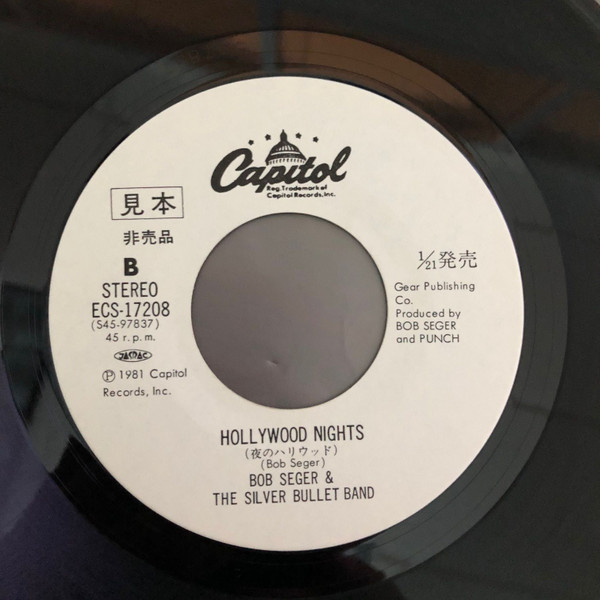 Capitol
Reg. Trademark of
Capitol Records, Inc.
見本
非売品
B
STEREO
ECS-17208
(S45-97837)
45 r.p.m.
JASRAC
Ⓟ 1981 Capitol
Records, Inc.
1/21発売
Gear Publishing
Co.
Produced by
BOB SEGER
and PUNCH
HOLLYWOOD NIGHTS
(夜のハリウッド)
(Bob Seger)
BOB SEGER &
THE SILVER BULLET BAND